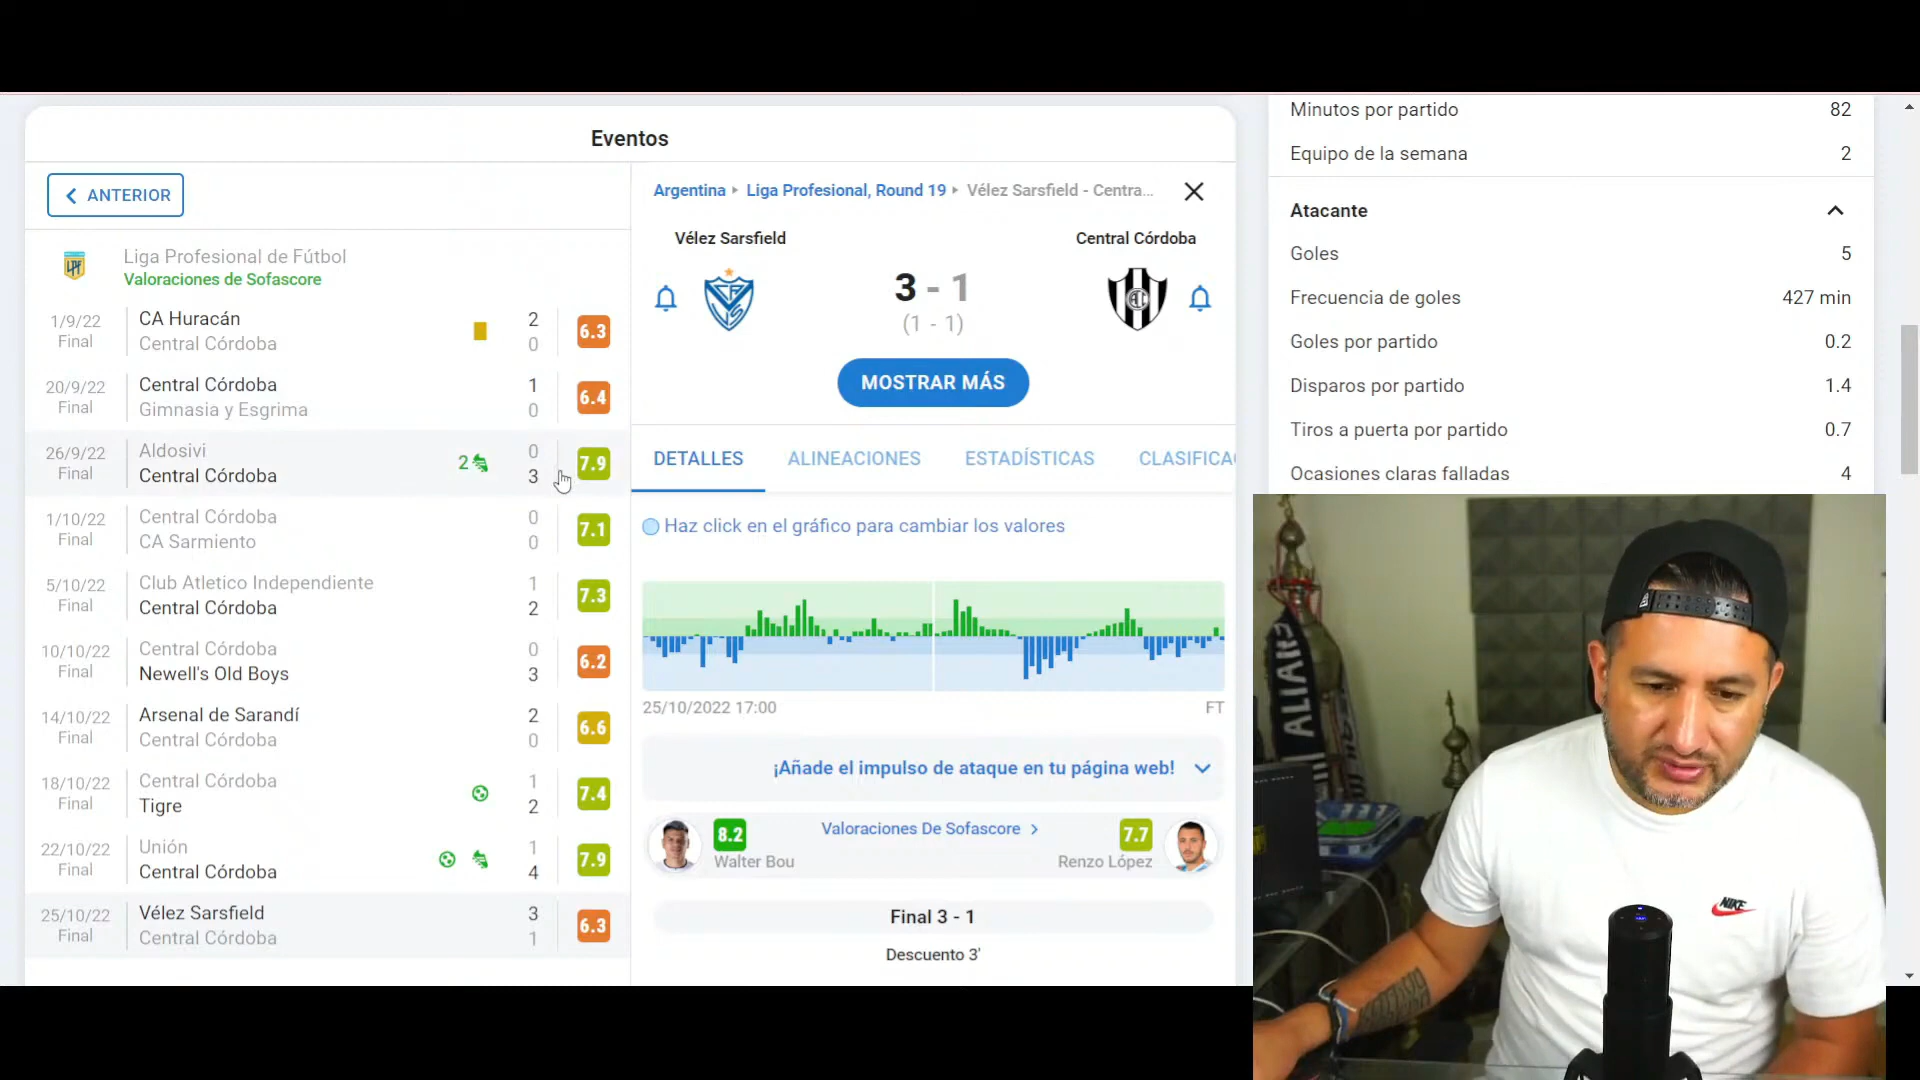 Eventos
ANTERIOR
Liga Profesional de Fútbol
Valoraciones de Sofascore
1/9/22
Final
CA Huracán
Central Córdoba
2
0
6.3
20/9/22
Final
Central Córdoba
Gimnasia y Esgrima
1
0
6.4
26/9/22
Final
Aldosivi
Central Córdoba
2
0
3
7.9
1/10/22
Final
Central Córdoba
CA Sarmiento
0
0
7.1
5/10/22
Final
Club Atletico Independiente
Central Córdoba
1
2
7.3
10/10/22
Final
Central Córdoba
Newell's Old Boys
0
3
6.2
14/10/22
Final
Arsenal de Sarandí
Central Córdoba
2
0
6.6
18/10/22
Final
Central Córdoba
Tigre
1
2
7.4
22/10/22
Final
Unión
Central Córdoba
1
4
7.9
25/10/22
Final
Vélez Sarsfield
Central Córdoba
3
1
6.3
Argentina Liga Profesional, Round 19 Vélez Sarsfield - Centra...
Vélez Sarsfield
Central Córdoba
3 - 1
(1 - 1)
MOSTRAR MÁS
DETALLES ALINEACIONES ESTADÍSTICAS CLASIFICA
Haz click en el gráfico para cambiar los valores
25/10/2022 17:00 FT
¡Añade el impulso de ataque en tu página web!
8.2
Walter Bou
Valoraciones De Sofascore
7.7
Renzo López
Final 3 - 1
Descuento 3'
Minutos por partido 82
Equipo de la semana 2
Atacante
Goles 5
Frecuencia de goles 427 min
Goles por partido 0.2
Disparos por partido 1.4
Tiros a puerta por partido 0.7
Ocasiones claras falladas 4
NIKE